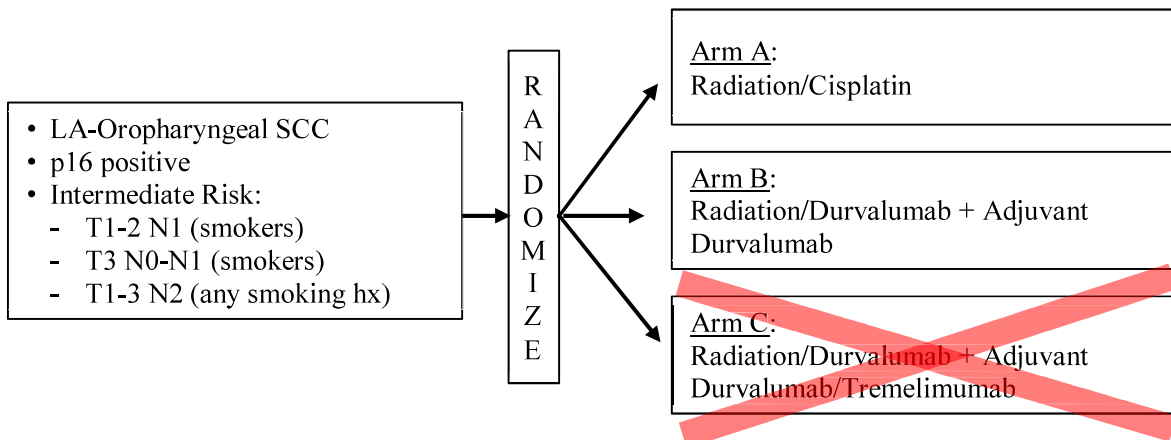 • LA-Oropharyngeal SCC
• p16 positive
• Intermediate Risk:
- T1-2 N1 (smokers)
- T3 N0-N1 (smokers)
- T1-3 N2 (any smoking hx)
RANDOMIZE
Arm A:
Radiation/Cisplatin
Arm B:
Radiation/Durvalumab + Adjuvant
Durvalumab
Arm C:
Radiation/Durvalumab + Adjuvant
Durvalumab/Tremelimumab